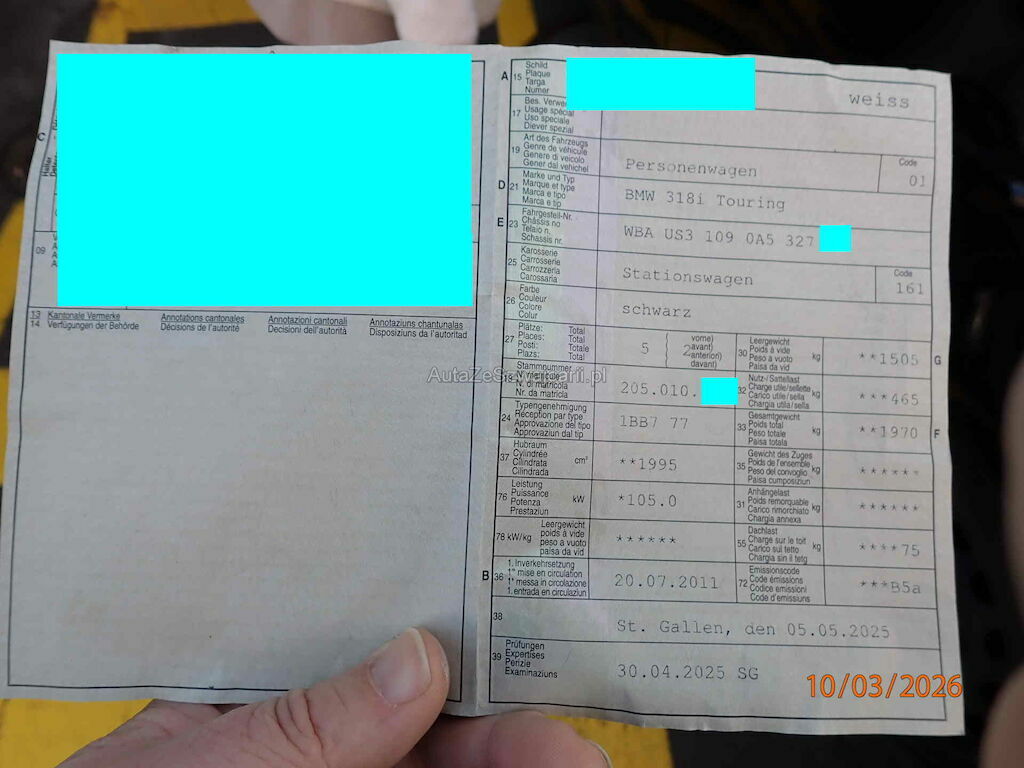 C
09
13 Kantonale Vermerke
14 Verfügungen der Behörde
Annotations cantonales
Décisions de l'autorité
Annotazioni cantonali
Decisioni dell'autorità
Annotaziuns chantunalas
Disposiziuns da l'autoritad
A 15 Schild
Plaque
Targa
Numer
weiss
17
Usage spécial
Uso speciale
Diever spezial
19 Art des Fahrzeugs
Genre de véhicule
Genere di veicolo
Gener dal vehichel
Personenwagen
Code
01
D 21 Marke und Typ
Marque et type
Marca e tipo
Marca e tip
BMW 318i Touring
E 23 Fahrgestell-Nr.
Châssis no
Telaio n.
Schassis nr.
WBA US3 109 0A5 327
25 Karosserie
Carrosserie
Carrozzeria
Carossaria
Stationswagen
Code
161
26 Farbe
Couleur
Colore
Colur
schwarz
27 Plätze: Total
Places: Total
Posti: Totale
Plazs: Total
5
2
vorne)
avant)
anteriori)
davant)
30 Leergewicht
Poids à vide
Peso a vuoto
Paisa da vid
kg
**1505
G
Stammnummer
N. matricule
N. di matricola
Nr. da matricla
205.010.
32 Nutz-/Sattellast
Charge utile/sellette
Carico utile/sella
Chargia utila/sella
kg
***465
24 Typengenehmigung
Réception par type
Approvazione del tipo
Approvaziun dal tip
1BB7 77
33 Gesamtgewicht
Poids total
Peso totale
Paisa totala
kg
**1970
F
37 Hubraum
Cylindrée
Cilindrata
Cilindrada
cm³
**1995
35 Gewicht des Zuges
Poids de l'ensemble
Peso del convoglio
Paisa cumposiziun
kg
******
76 Leistung
Puissance
Potenza
Prestaziun
kW
*105.0
31 Anhängelast
Poids remorquable
Carico rimorchiato
Chargia annexa
kg
******
78 kW/kg
Leergewicht
poids à vide
peso a vuoto
paisa da vid
******
55 Dachlast
Charge sur le toit
Carico sul tetto
Chargia sin il tetg
kg
****75
B 36 1. Inverkehrsetzung
1re mise en circulation
1a messa in circolazione
1. entrada en circulaziun
20.07.2011
72 Emissionscode
Code émissions
Codice emissioni
Code d'emissiuns
***B5a
38
St. Gallen, den 05.05.2025
39 Prüfungen
Expertises
Perizie
Examinaziuns
30.04.2025 SG
10/03/2026